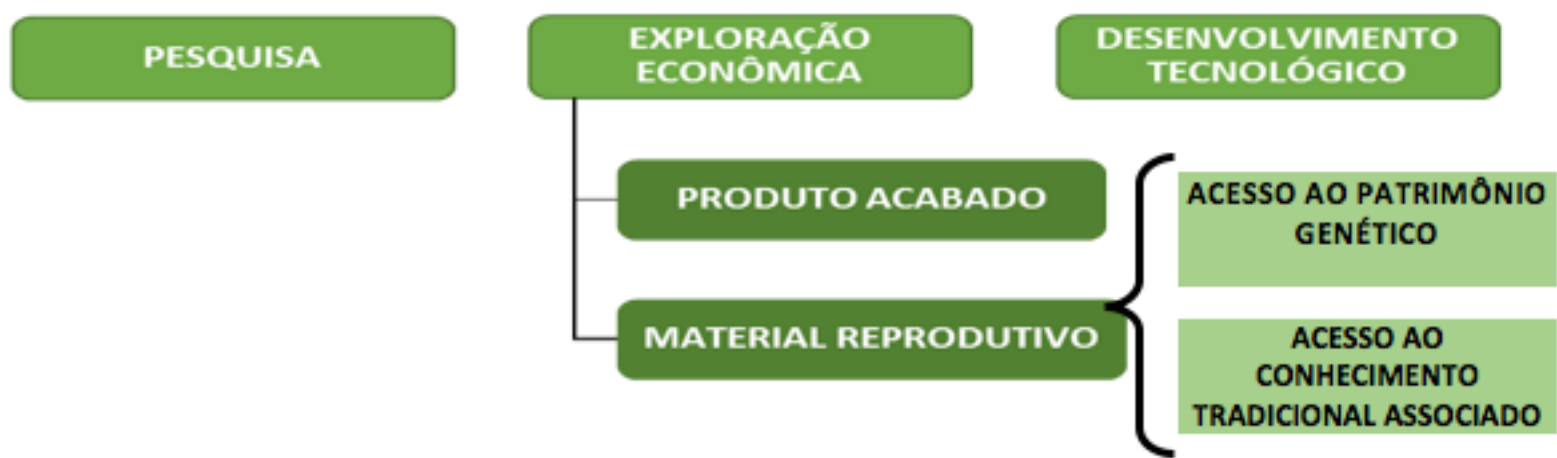 PESQUISA
EXPLORAÇÃO
ECONÔMICA
DESENVOLVIMENTO
TECNOLÓGICO
PRODUTO ACABADO
MATERIAL REPRODUTIVO
ACESSO AO PATRIMÔNIO
GENÉTICO
ACESSO AO
CONHECIMENTO
TRADICIONAL ASSOCIADO